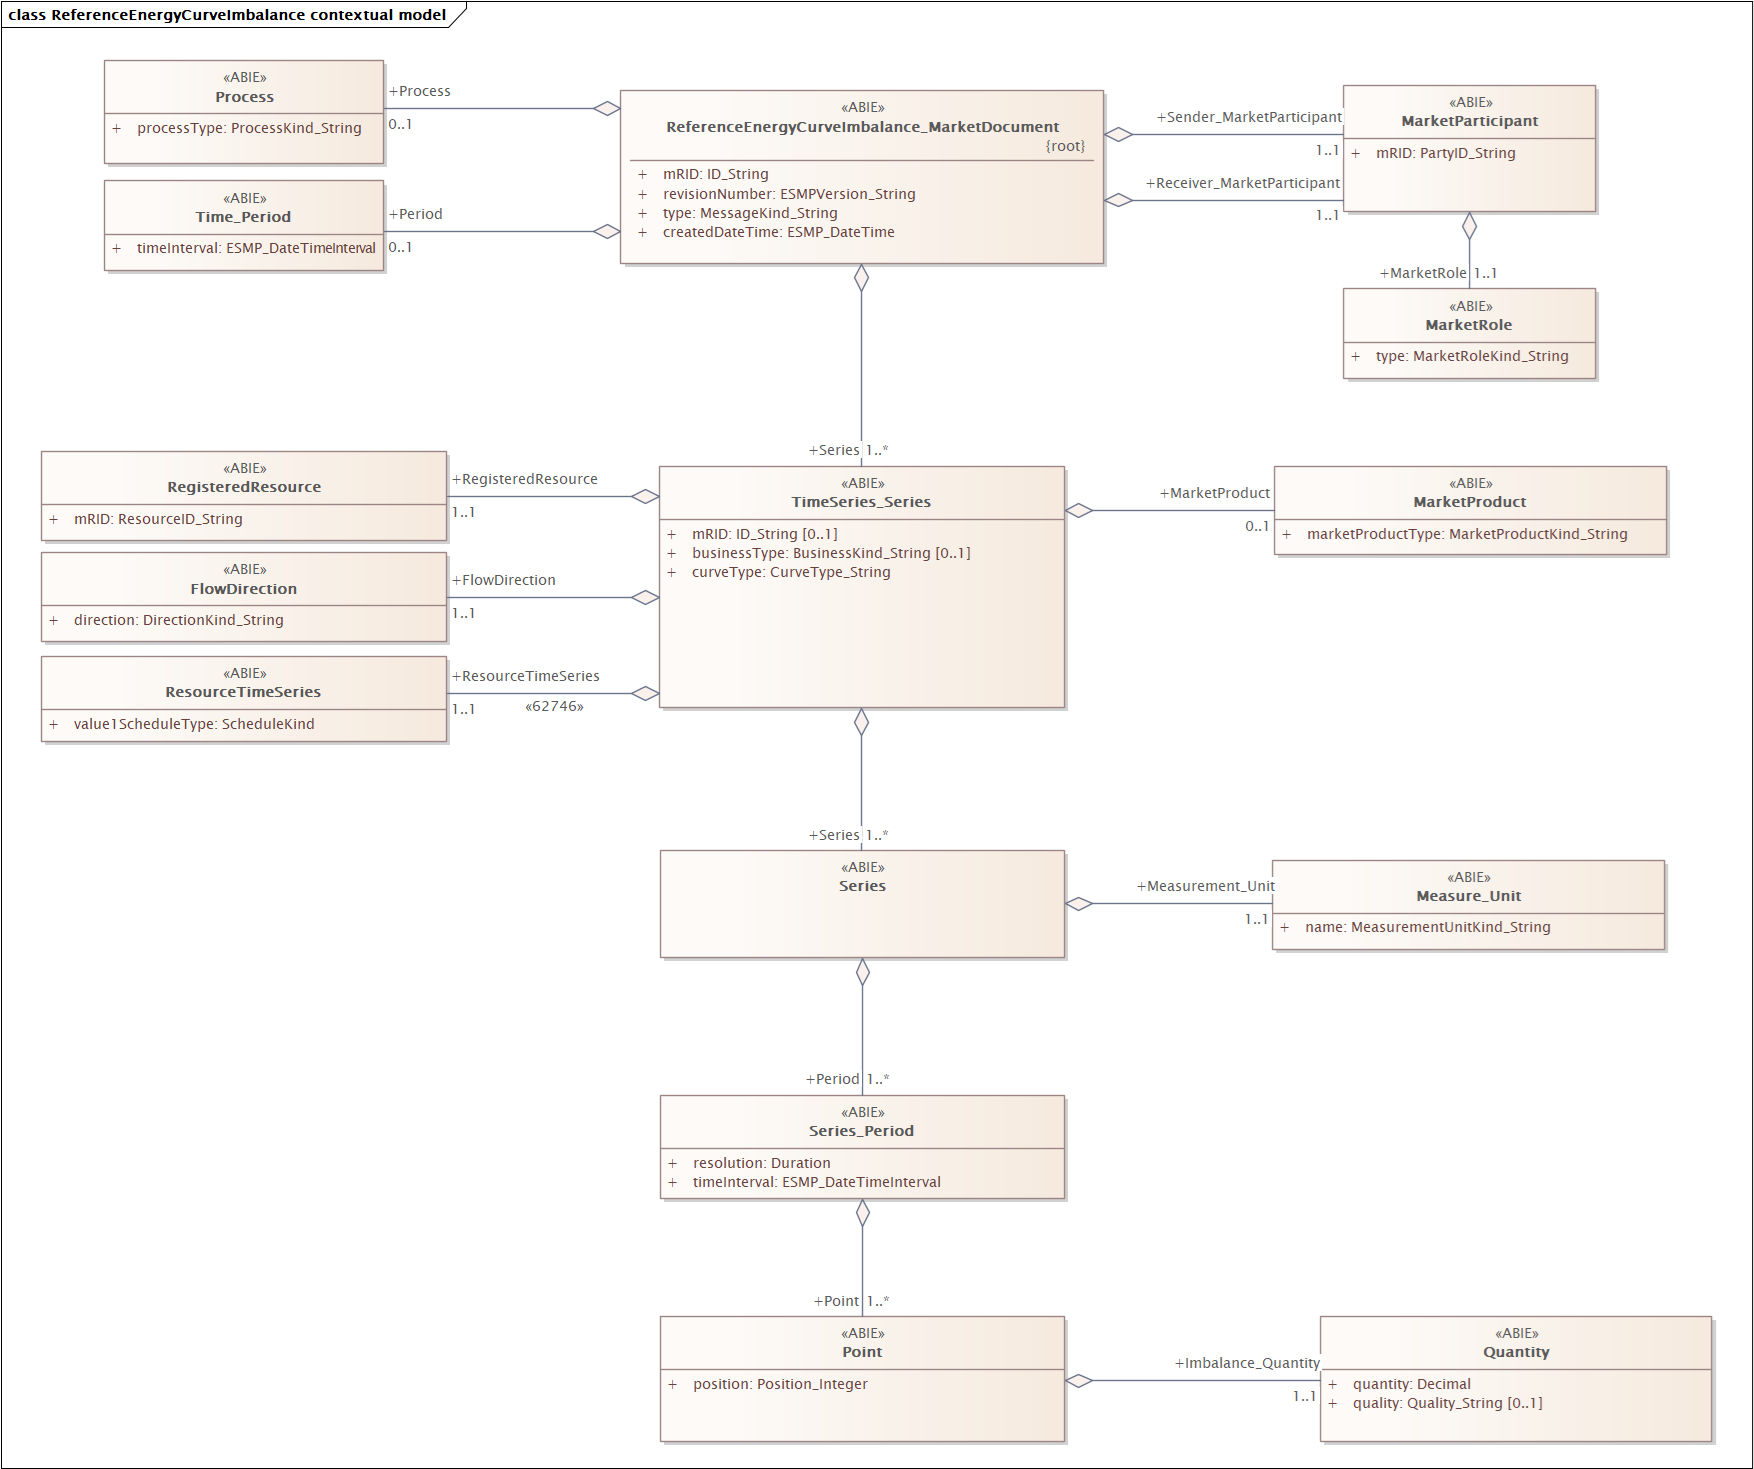 class ReferenceEnergyCurveImbalance contextual model
«ABIE»
Process
+ processType: ProcessKind_String
+Process
0..1
«ABIE»
Time_Period
+ timeInterval: ESMP_DateTimeInterval
+Period
0..1
«ABIE»
ReferenceEnergyCurveImbalance_MarketDocument
{root}
+ mRID: ID_String
+ revisionNumber: ESMPVersion_String
+ type: MessageKind_String
+ createdDateTime: ESMP_DateTime
+Sender_MarketParticipant
1..1
+Receiver_MarketParticipant
1..1
«ABIE»
MarketParticipant
+ mRID: PartyID_String
+MarketRole 1..1
«ABIE»
MarketRole
+ type: MarketRoleKind_String
+Series 1..*
«ABIE»
RegisteredResource
+ mRID: ResourceID_String
+RegisteredResource
1..1
«ABIE»
FlowDirection
+ direction: DirectionKind_String
+FlowDirection
1..1
«ABIE»
ResourceTimeSeries
+ value1ScheduleType: ScheduleKind
+ResourceTimeSeries
1..1 «62746»
«ABIE»
TimeSeries_Series
+ mRID: ID_String [0..1]
+ businessType: BusinessKind_String [0..1]
+ curveType: CurveType_String
+MarketProduct
0..1
«ABIE»
MarketProduct
+ marketProductType: MarketProductKind_String
+Series 1..*
«ABIE»
Series
+Measurement_Unit
1..1
«ABIE»
Measure_Unit
+ name: MeasurementUnitKind_String
+Period 1..*
«ABIE»
Series_Period
+ resolution: Duration
+ timeInterval: ESMP_DateTimeInterval
+Point 1..*
«ABIE»
Point
+ position: Position_Integer
+Imbalance_Quantity
1..1
«ABIE»
Quantity
+ quantity: Decimal
+ quality: Quality_String [0..1]